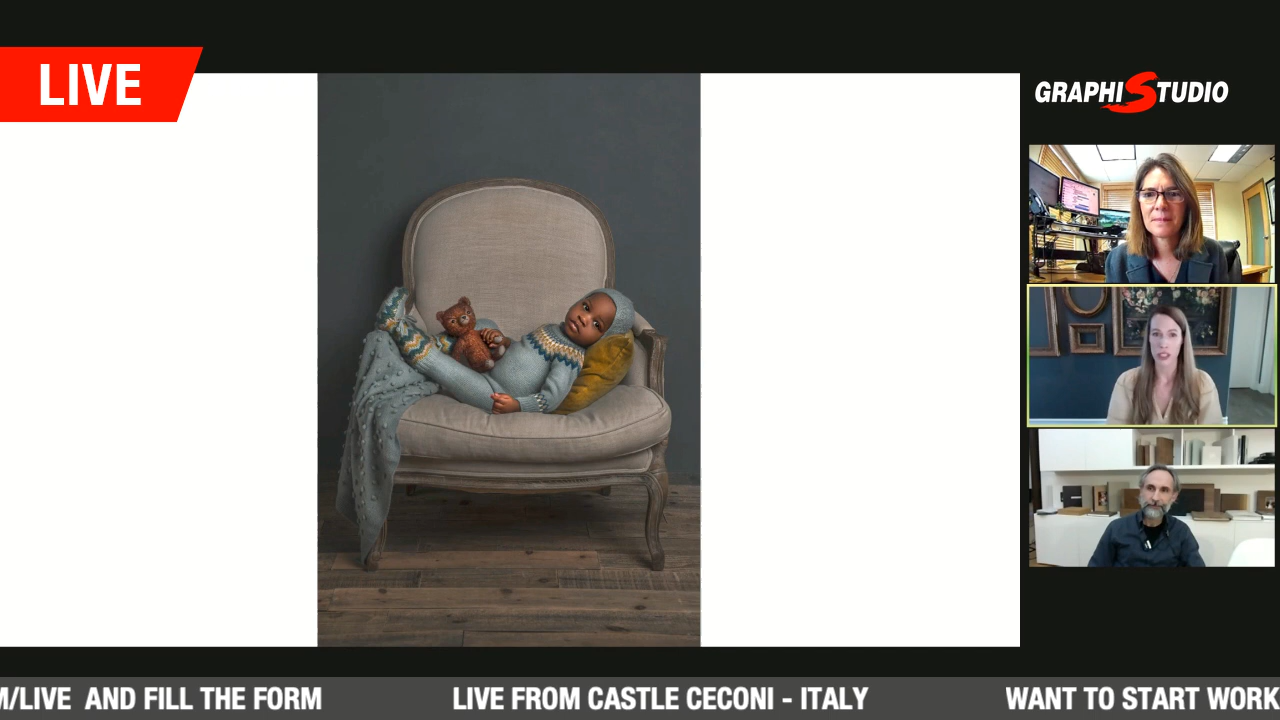 LIVE
GRAPHISTUDIO
M/LIVE AND FILL THE FORM
LIVE FROM CASTLE CECONI - ITALY
WANT TO START WORK